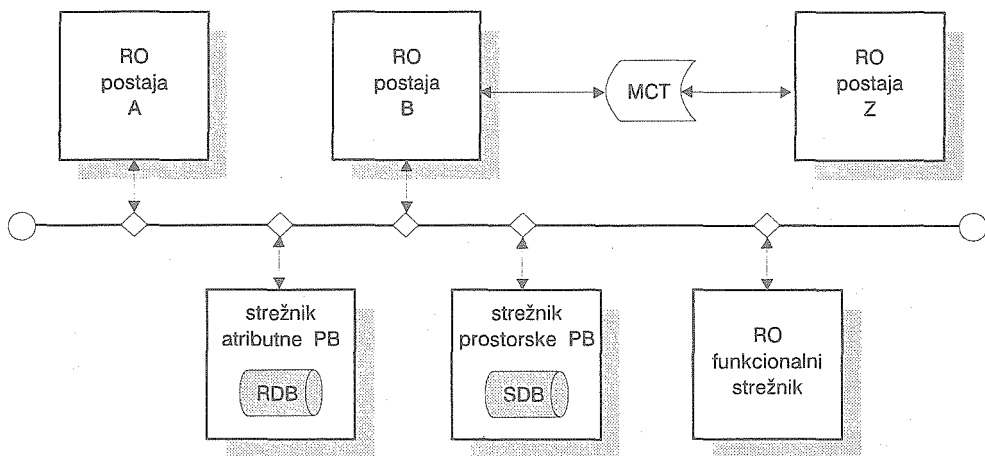 RO
postaja
A
RO
postaja
B
MCT
RO
postaja
Z
strežnik
atributne PB
RDB
strežnik
prostorske PB
SDB
RO
funkcionalni
strežnik